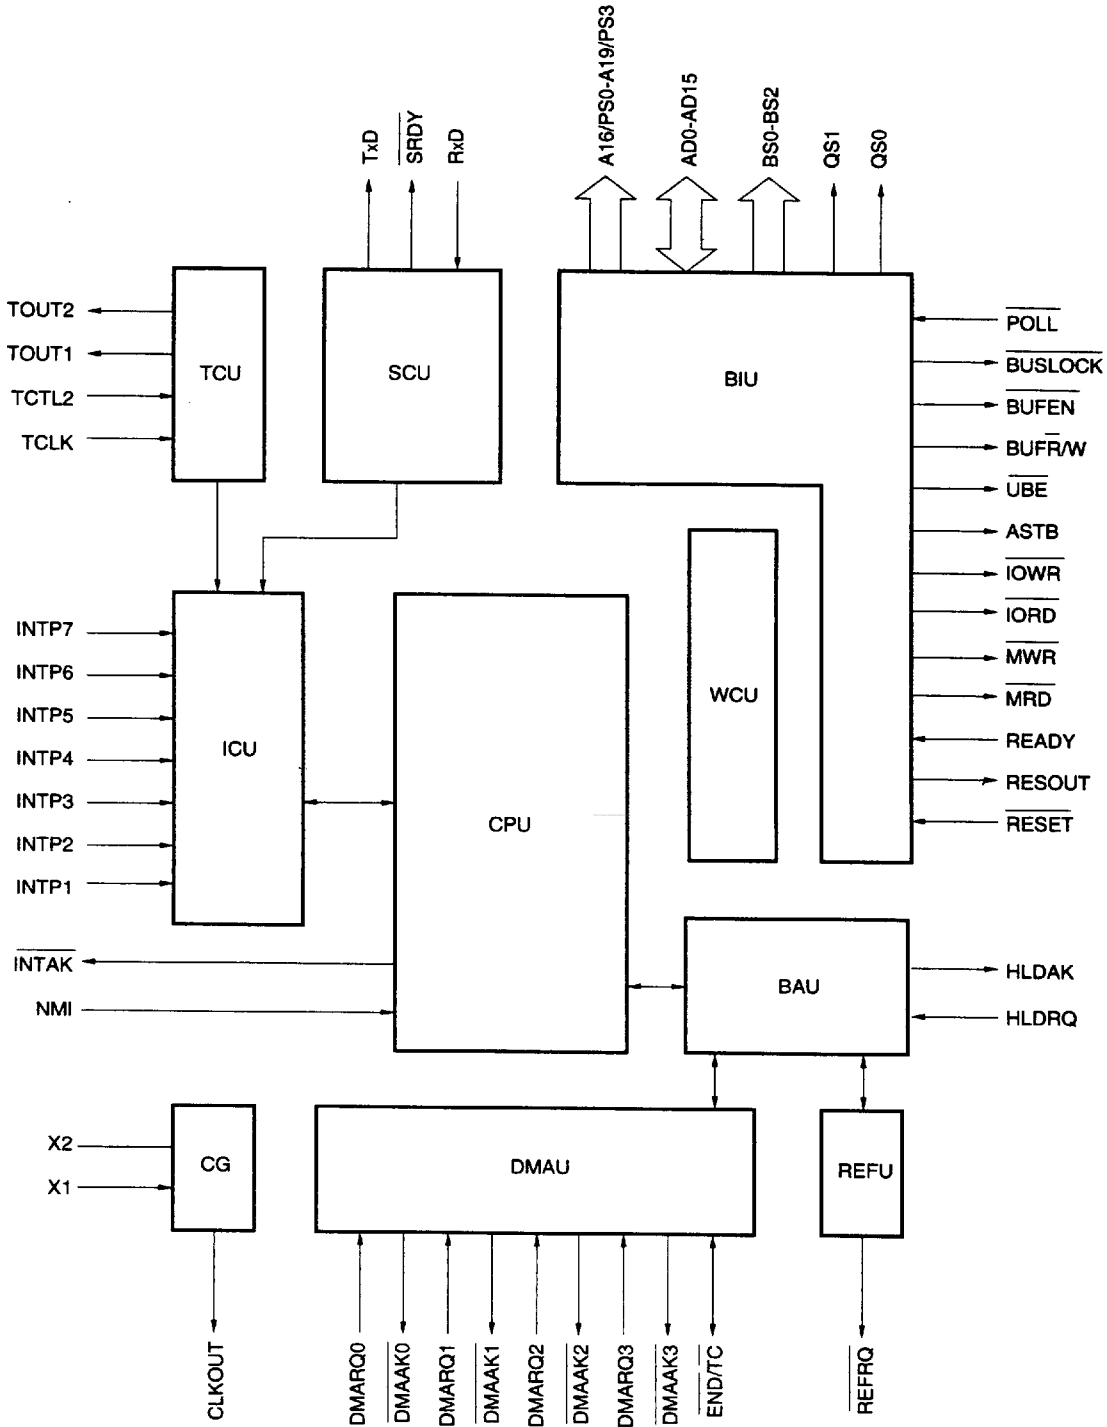 A16/PS0-A19/PS3
AD0-AD15
BS0-BS2
QS1
QS0
TxD
SRDY
RxD
TOUT2
TOUT1
TCTL2
TCLK
TCU
SCU
BIU
POLL
BUSLOCK
BUFEN
BUFR/W
UBE
ASTB
IOWR
IORD
MWR
MRD
READY
RESOUT
RESET
INTP7
INTP6
INTP5
INTP4
INTP3
INTP2
INTP1
ICU
CPU
WCU
INTAK
NMI
BAU
HLDAK
HLDRQ
X2
X1
CG
DMAU
REFU
CLKOUT
DMARQ0
DMAAK0
DMARQ1
DMAAK1
DMARQ2
DMAAK2
DMARQ3
DMAAK3
END/TC
REFRQ